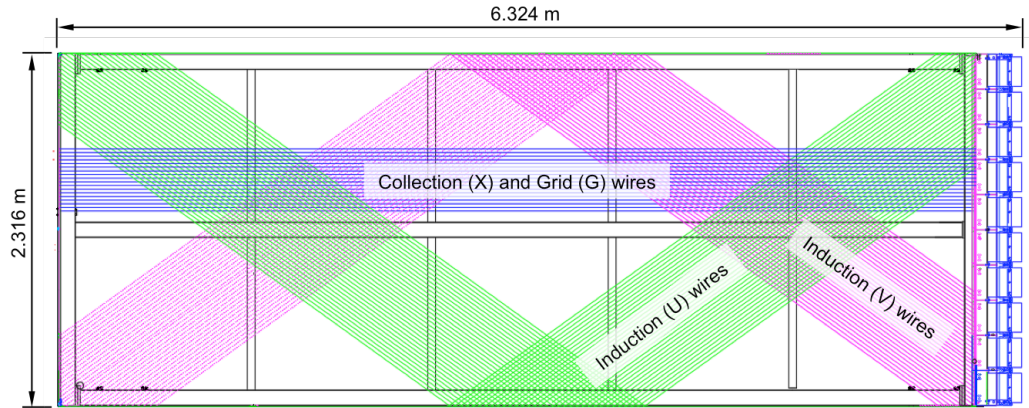 6.324 m
2.316 m
Collection (X) and Grid (G) wires
Induction (U) wires
Induction (V) wires